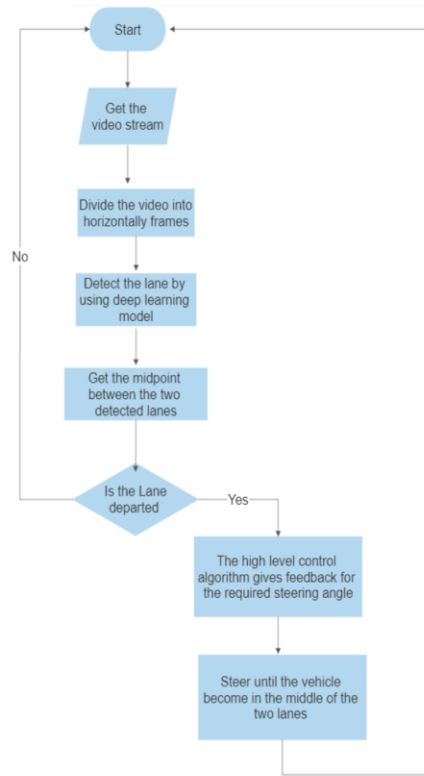 Start
Get the
video stream
Divide the video into
horizontally frames
No
Detect the lane by
using deep learning
model
Get the midpoint
between the two
detected lanes
Is the Lane
departed
Yes
The high level control
algorithm gives feedback for
the required steering angle
Steer until the vehicle
become in the middle of the
two lanes